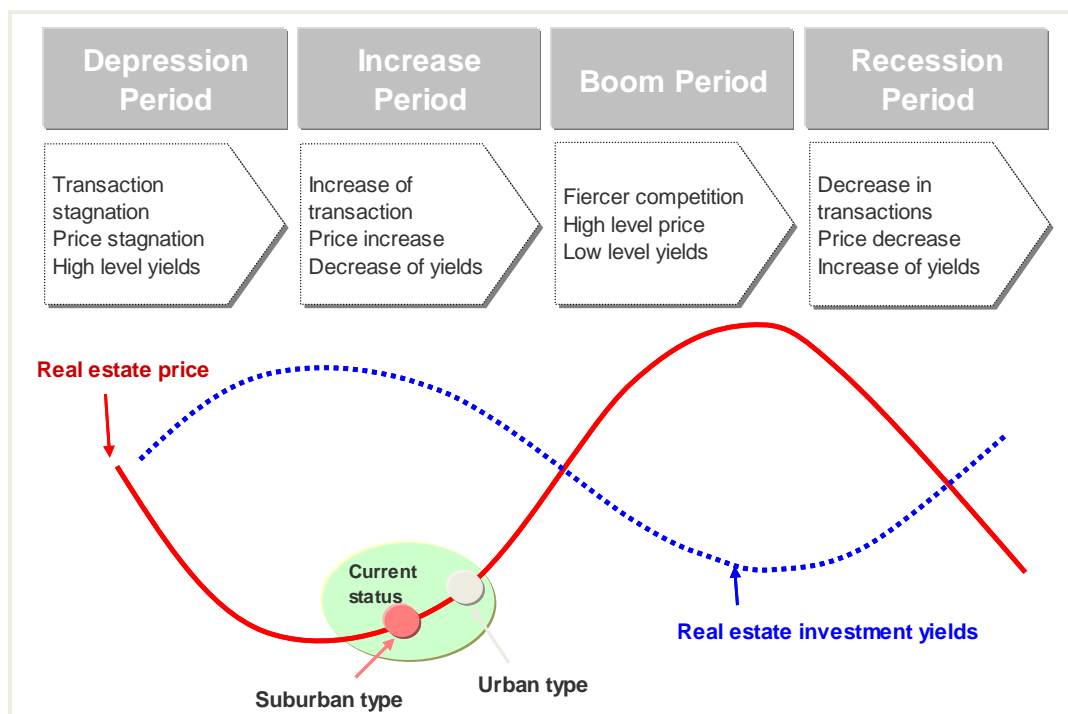 Depression
Period
Increase
Period
Boom Period
Recession
Period
Transaction
stagnation
Price stagnation
High level yields
Increase of
transaction
Price increase
Decrease of yields
Fiercer competition
High level price
Low level yields
Decrease in
transactions
Price decrease
Increase of yields
Real estate price
Current
status
Real estate investment yields
Suburban type
Urban type